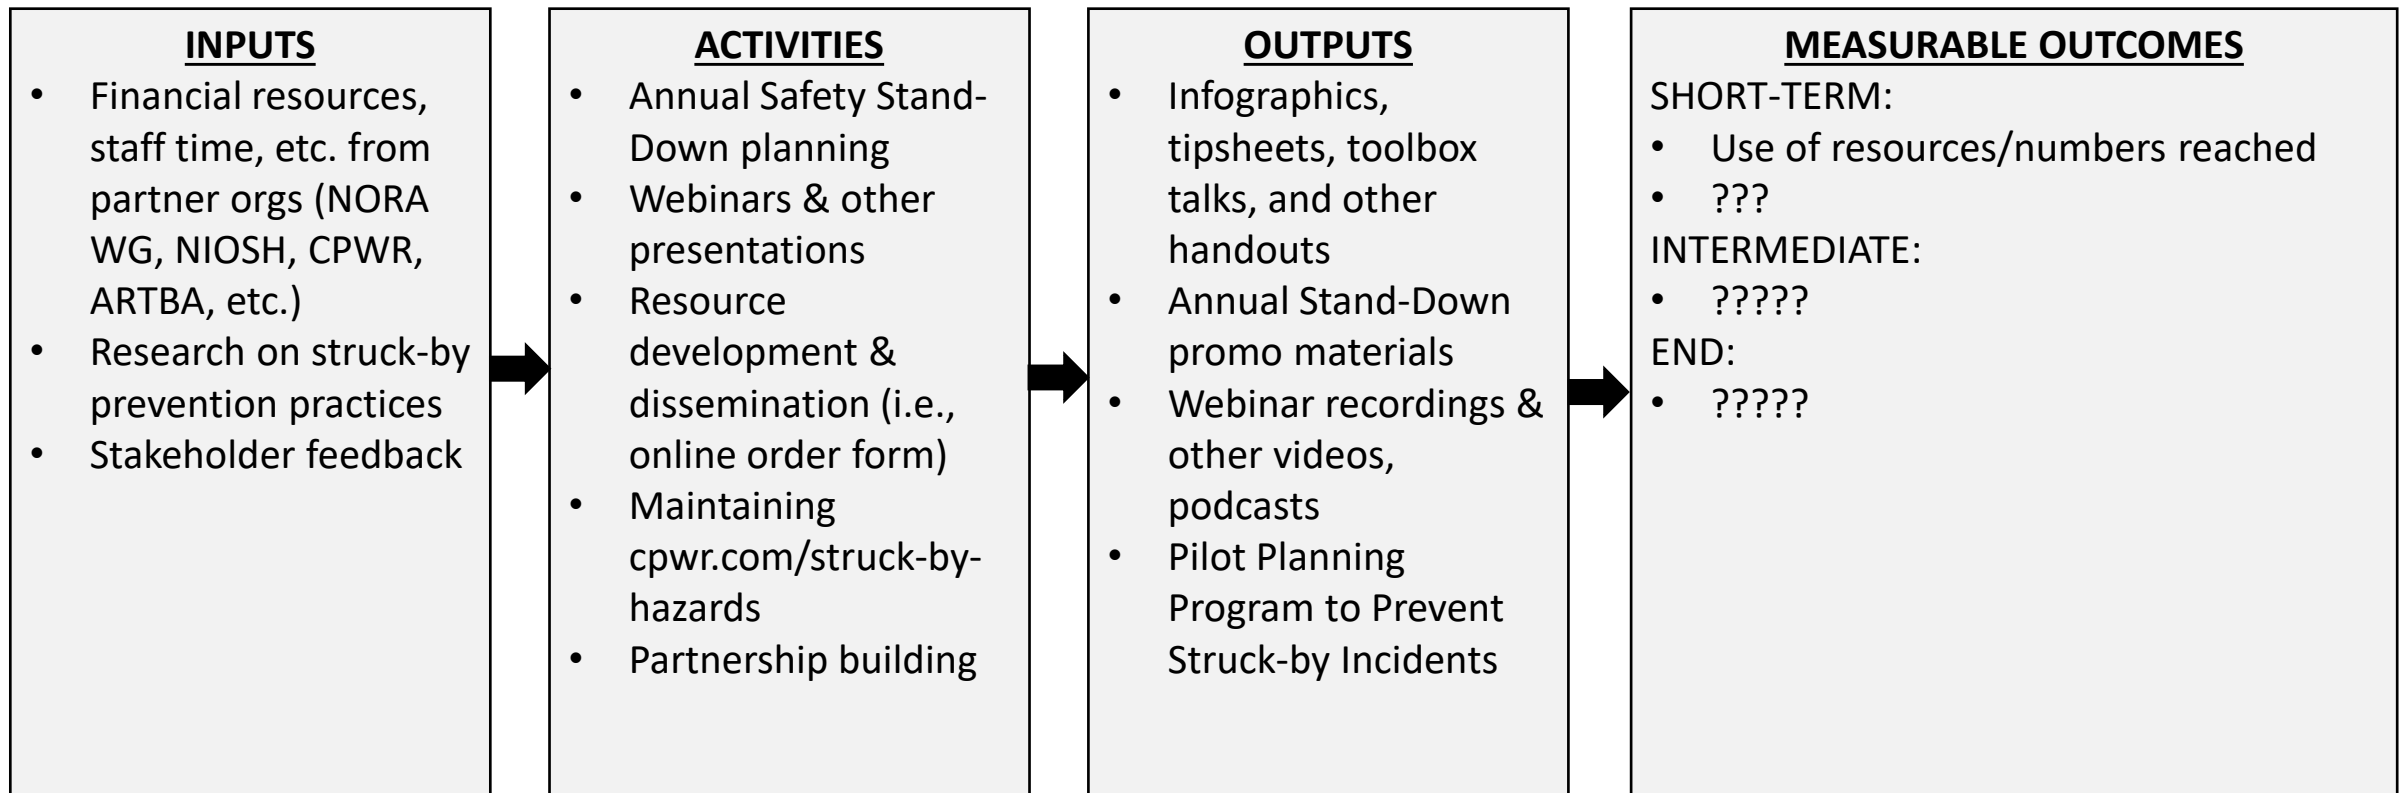 INPUTS
• Financial resources,
staff time, etc. from
partner orgs (NORA
WG, NIOSH, CPWR,
ARTBA, etc.)
• Research on struck-by
prevention practices
• Stakeholder feedback
ACTIVITIES
• Annual Safety Stand-
Down planning
• Webinars & other
presentations
• Resource
development &
dissemination (i.e.,
online order form)
• Maintaining
cpwr.com/struck-by-
hazards
• Partnership building
OUTPUTS
• Infographics,
tipsheets, toolbox
talks, and other
handouts
• Annual Stand-Down
promo materials
• Webinar recordings &
other videos,
podcasts
• Pilot Planning
Program to Prevent
Struck-by Incidents
MEASURABLE OUTCOMES
SHORT-TERM:
• Use of resources/numbers reached
• ???
INTERMEDIATE:
• ?????
END:
• ?????